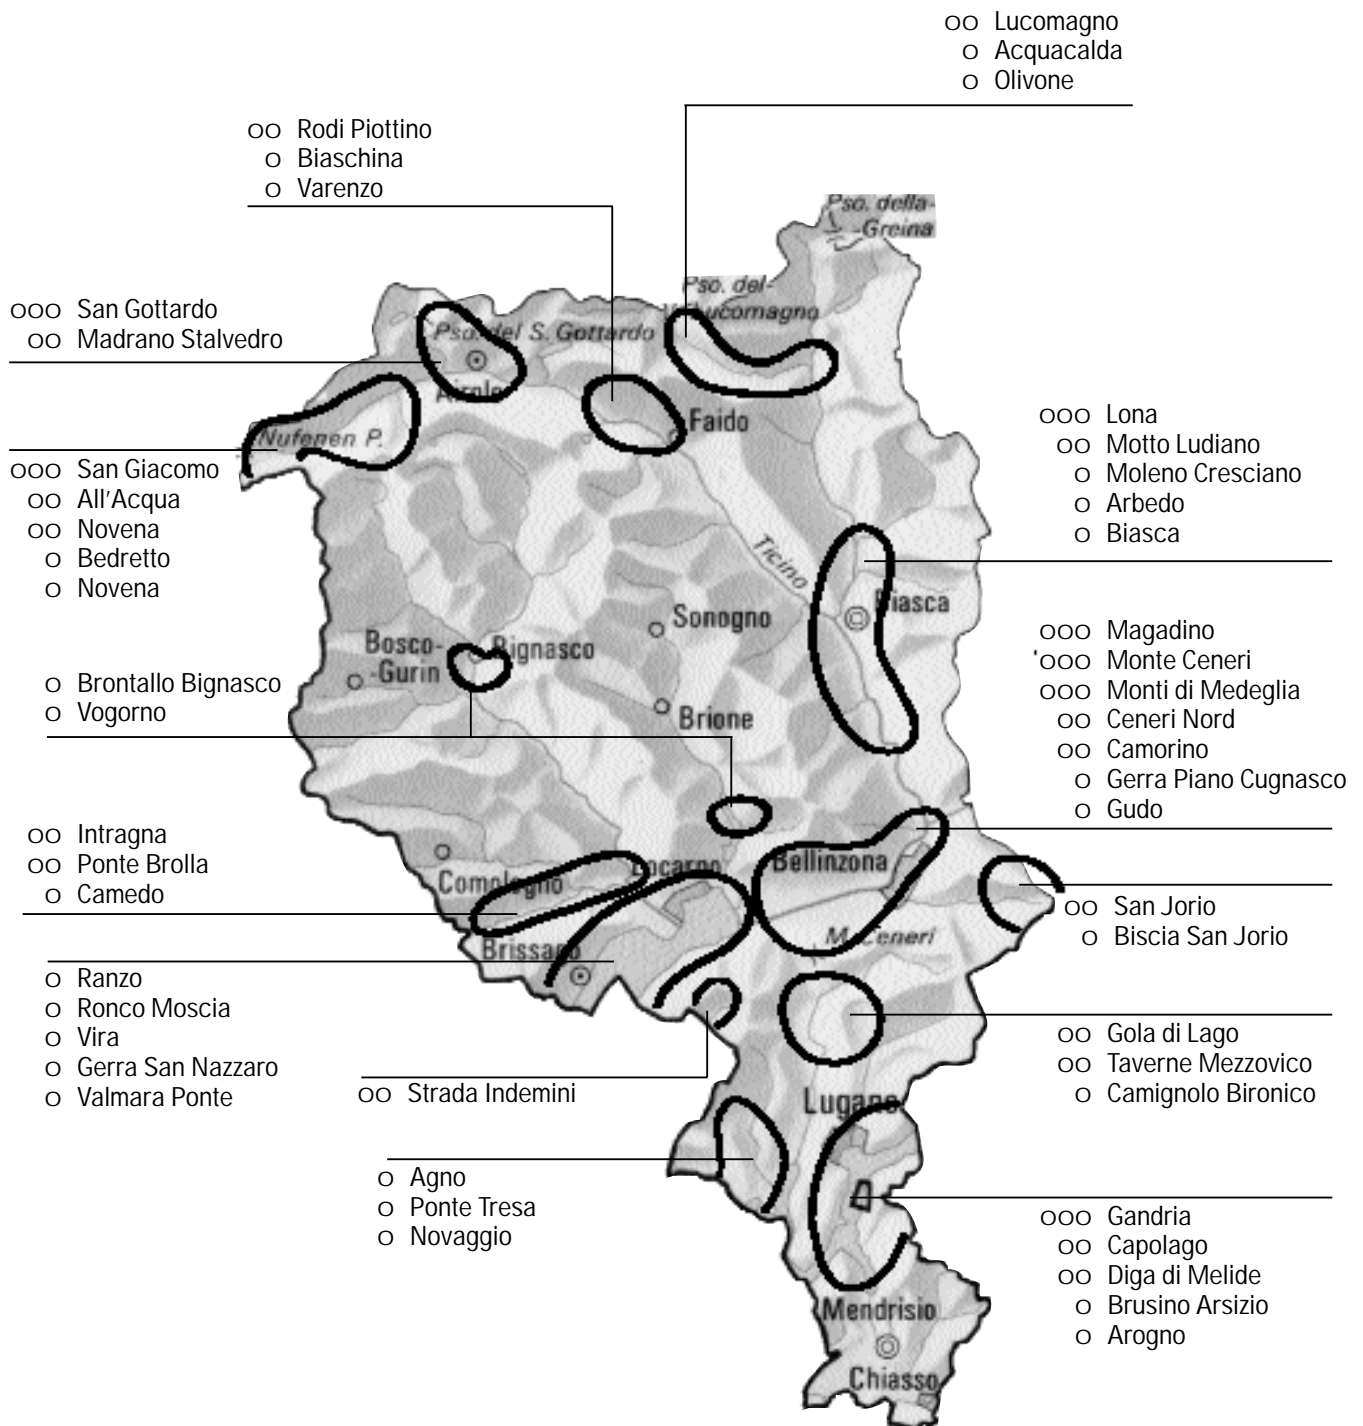 OO Lucomagno
O Acquacalda
O Olivone
OO Rodi Piottino
O Biaschina
O Varenzo
Pso. della-
-Greina
Pso. del-
Lucomagno
OOO San Gottardo
OO Madrano Stalvedro
Pso. del S. Gottardo
Airolo
Faido
Nufenen P.
OOO San Giacomo
OO All'Acqua
OO Novena
O Bedretto
O Novena
OOO Lona
OO Motto Ludiano
O Moleno Cresciano
O Arbedo
O Biasca
Ticino
Biasca
Sonogno
Bosco-
-Gurin
Bignasco
Brione
O Brontallo Bignasco
O Vogorno
OOO Magadino
OOO Monte Ceneri
OOO Monti di Medeglia
OO Ceneri Nord
OO Camorino
O Gerra Piano Cugnasco
O Gudo
OO Intragna
OO Ponte Brolla
O Camedo
Comologno
Locarno
Bellinzona
M. Ceneri
Brissago
OO San Jorio
O Biscia San Jorio
O Ranzo
O Ronco Moscia
O Vira
O Gerra San Nazzaro
O Valmara Ponte
OO Strada Indemini
OO Gola di Lago
OO Taverne Mezzovico
O Camignolo Bironico
Lugano
O Agno
O Ponte Tresa
O Novaggio
OOO Gandria
OO Capolago
OO Diga di Melide
O Brusino Arsizio
O Arogno
Mendrisio
Chiasso